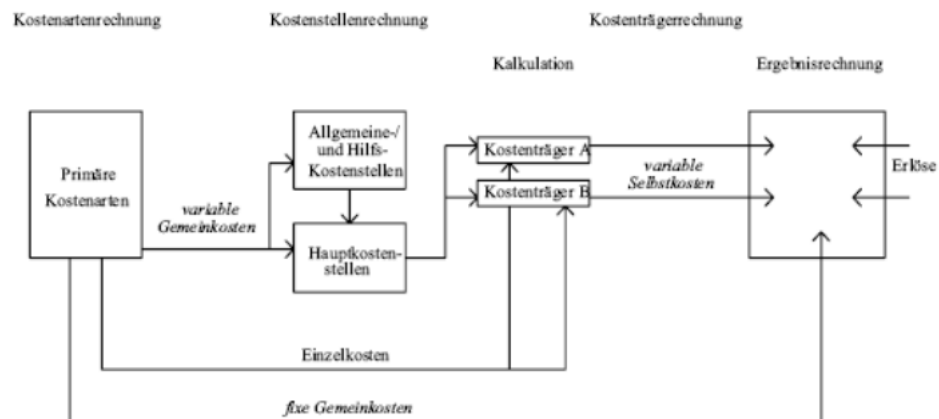 Kostenartenrechnung
Kostenstellenrechnung
Kostenträgerrechnung
Kalkulation
Ergebnisrechnung
Primäre
Kostenarten
variable
Gemeinkosten
Allgemeine-/
und Hilfs-
Kostenstellen
Hauptkosten-
stellen
Kostenträger A
Kostenträger B
variable
Selbstkosten
Erlöse
Einzelkosten
fixe Gemeinkosten